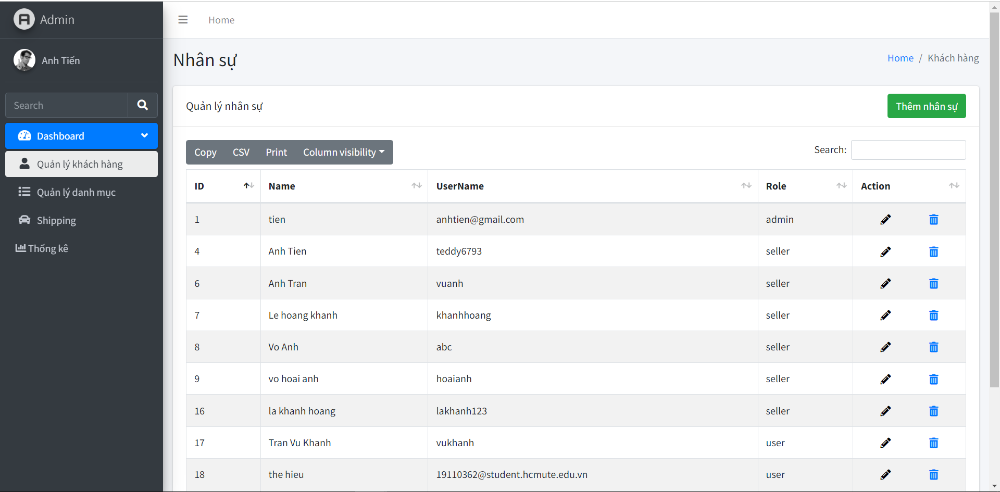 Admin
Home
Anh Tiến
Nhân sự
Home / Khách hàng
Search
Quản lý nhân sự
Thêm nhân sự
Dashboard
Quản lý khách hàng
Quản lý danh mục
Shipping
Thống kê
Copy CSV Print Column visibility
Search:
ID Name UserName Role Action
1 tien anhtien@gmail.com admin
4 Anh Tien teddy6793 seller
6 Anh Tran vuanh seller
7 Le hoang khanh khanhhoang seller
8 Vo Anh abc seller
9 vo hoai anh hoaianh seller
16 la khanh hoang lakhanh123 seller
17 Tran Vu Khanh vukhanh user
18 the hieu 19110362@student.hcmute.edu.vn user